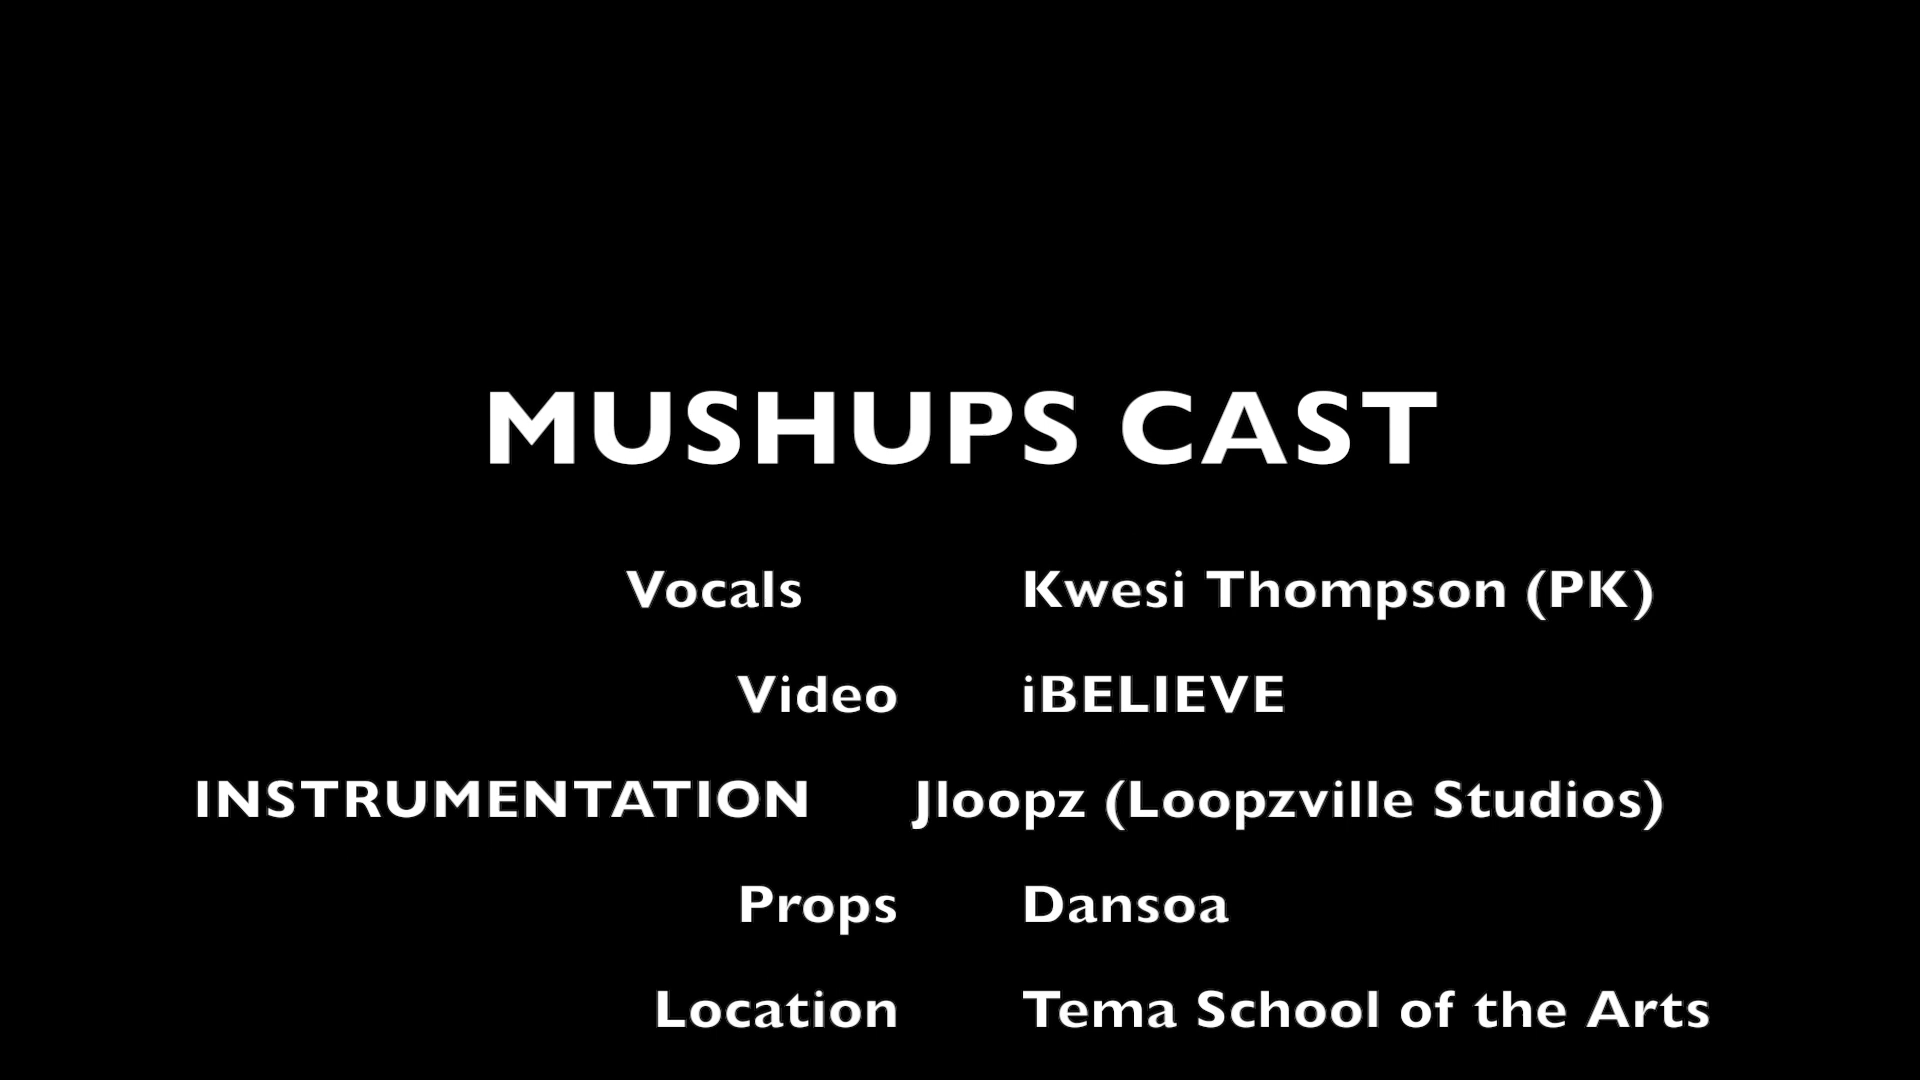 MUSHUPS CAST
Vocals Kwesi Thompson (PK)
Video iBELIEVE
INSTRUMENTATION Jloopz (Loopzville Studios)
Props Dansoa
Location Tema School of the Arts